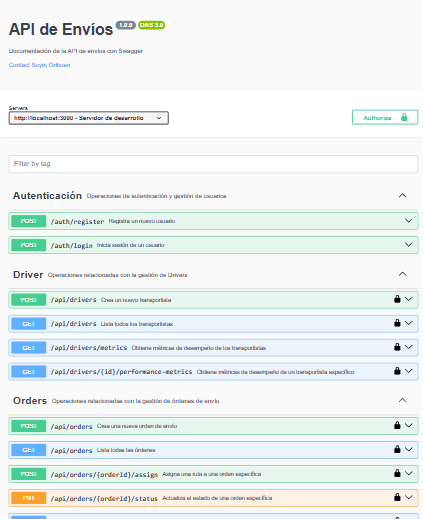 API de Envíos 1.0.0 OAS 3.0
Documentación de la API de envíos con Swagger
Contact Suyin Orihuen
Servers
http://localhost:3000 - Servidor de desarrollo
Authorize
Filter by tag
Autenticación Operaciones de autenticación y gestión de usuarios
POST /auth/register Registra un nuevo usuario
POST /auth/login Inicia sesión de un usuario
Driver Operaciones relacionadas con la gestión de Drivers
POST /api/drivers Crea un nuevo transportista
GET /api/drivers Lista todos los transportistas
GET /api/drivers/metrics Obtiene métricas de desempeño de los transportistas
GET /api/drivers/{id}/performance-metrics Obtiene métricas de desempeño de un transportista específico
Orders Operaciones relacionadas con la gestión de órdenes de envío
POST /api/orders Crea una nueva orden de envío
GET /api/orders Lista todas las órdenes
POST /api/orders/{orderId}/assign Asigna una ruta a una orden específica
PUT /api/orders/{orderId}/status Actualiza el estado de una orden específica